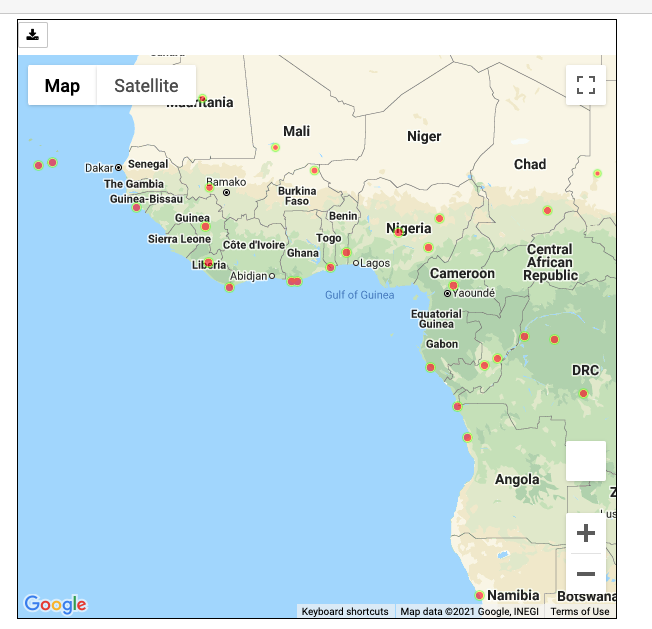 Map
Satellite
Mauritania
Mali
Niger
Chad
Dakar
Senegal
The Gambia
Bamako
Guinea-Bissau
Burkina
Faso
Benin
Guinea
Nigeria
Sierra Leone
Togo
Côte d'Ivoire
Ghana
Liberia
Abidjan
Lagos
Central
African
Republic
Cameroon
Yaoundé
Gulf of Guinea
Equatorial
Guinea
Gabon
DRC
Angola
Namibia
Botswana
Google
Keyboard shortcuts
Map data ©2021 Google, INEGI
Terms of Use